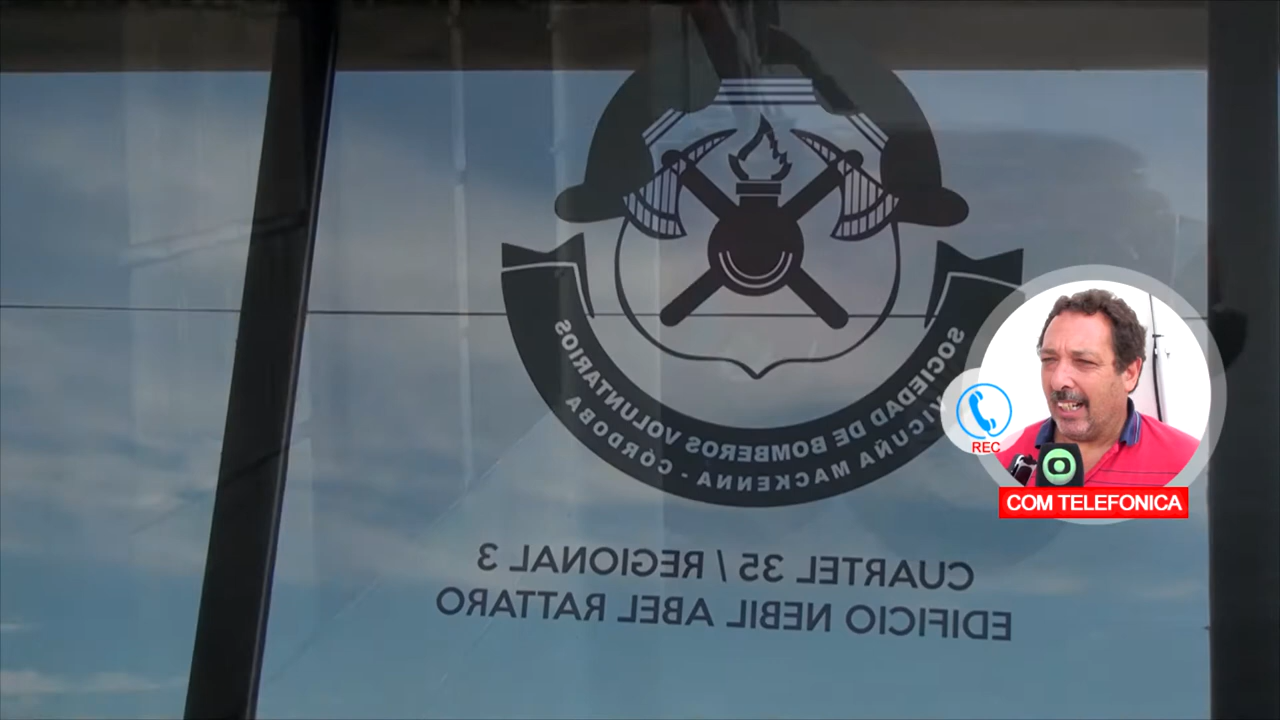 SOCIEDAD DE BOMBEROS VOLUNTARIOS
VICUÑA MACKENNA - CÓRDOBA
CUARTEL 35 / REGIONAL 3
EDIFICIO NEBIL ABEL RATTARO
REC
COM TELEFONICA